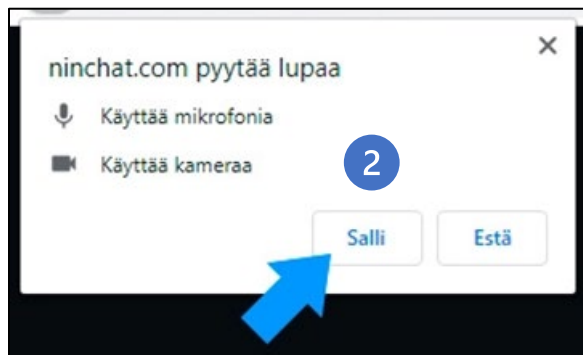 ninchat.com pyytää lupaa
Käyttää mikrofonia
Käyttää kameraa
2
Salli Estä